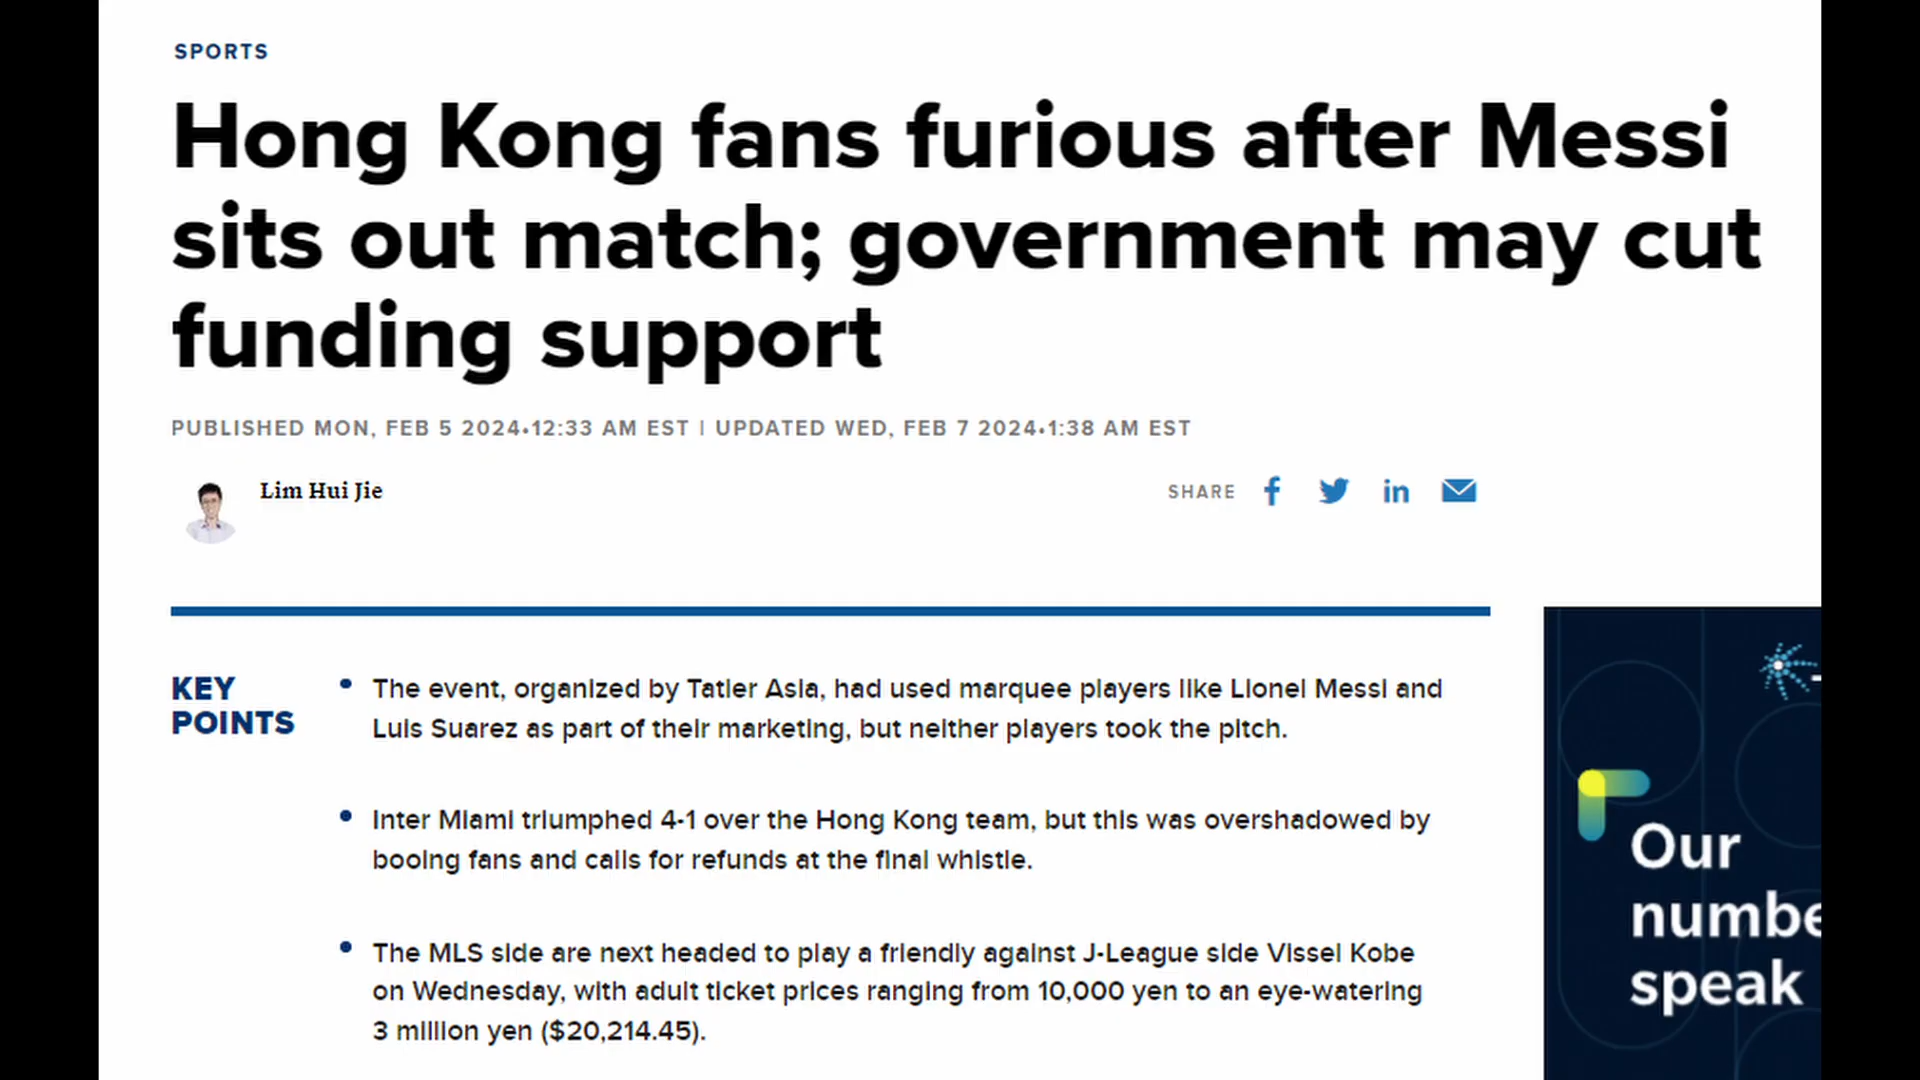 SPORTS
Hong Kong fans furious after Messi
sits out match; government may cut
funding support
PUBLISHED MON, FEB 5 2024•12:33 AM EST | UPDATED WED, FEB 7 2024•1:38 AM EST
Lim Hui Jie
SHARE
KEY
POINTS
• The event, organized by Tatler Asia, had used marquee players like Lionel Messi and
Luis Suarez as part of their marketing, but neither players took the pitch.
• Inter Miami triumphed 4-1 over the Hong Kong team, but this was overshadowed by
booing fans and calls for refunds at the final whistle.
• The MLS side are next headed to play a friendly against J-League side Vissel Kobe
on Wednesday, with adult ticket prices ranging from 10,000 yen to an eye-watering
3 million yen ($20,214.45).
Our
numbe
speak